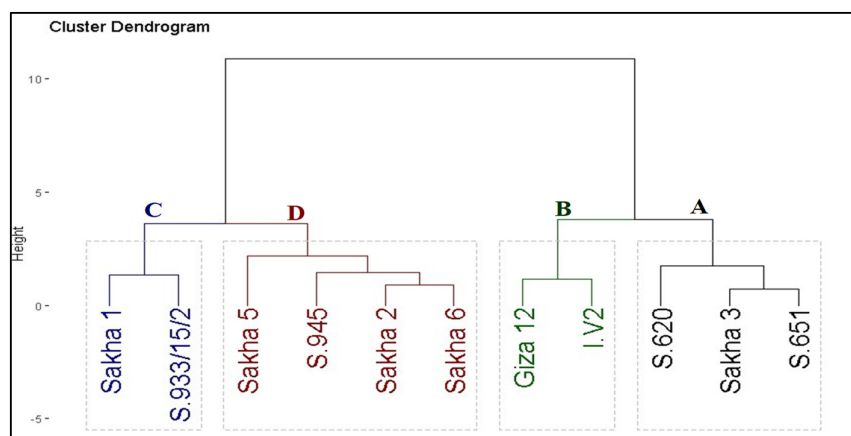 Cluster Dendrogram
10
5
0
-5
Height
C
D
B
A
Sakha 1
S.933/15/2
Sakha 5
S.945
Sakha 2
Sakha 6
Giza 12
I.V2
S.620
Sakha 3
S.651